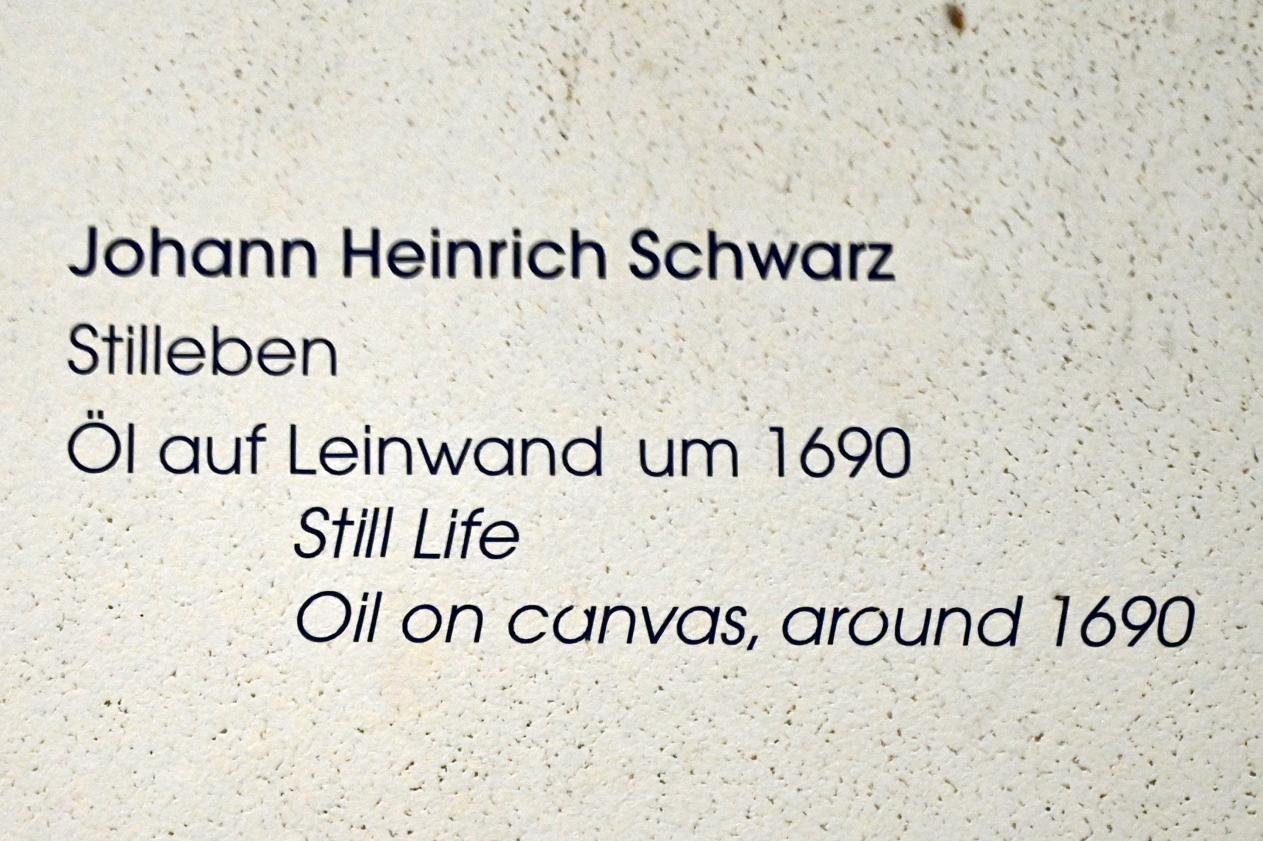 Johann Heinrich Schwarz
Stilleben
Öl auf Leinwand um 1690
Still Life
Oil on canvas, around 1690